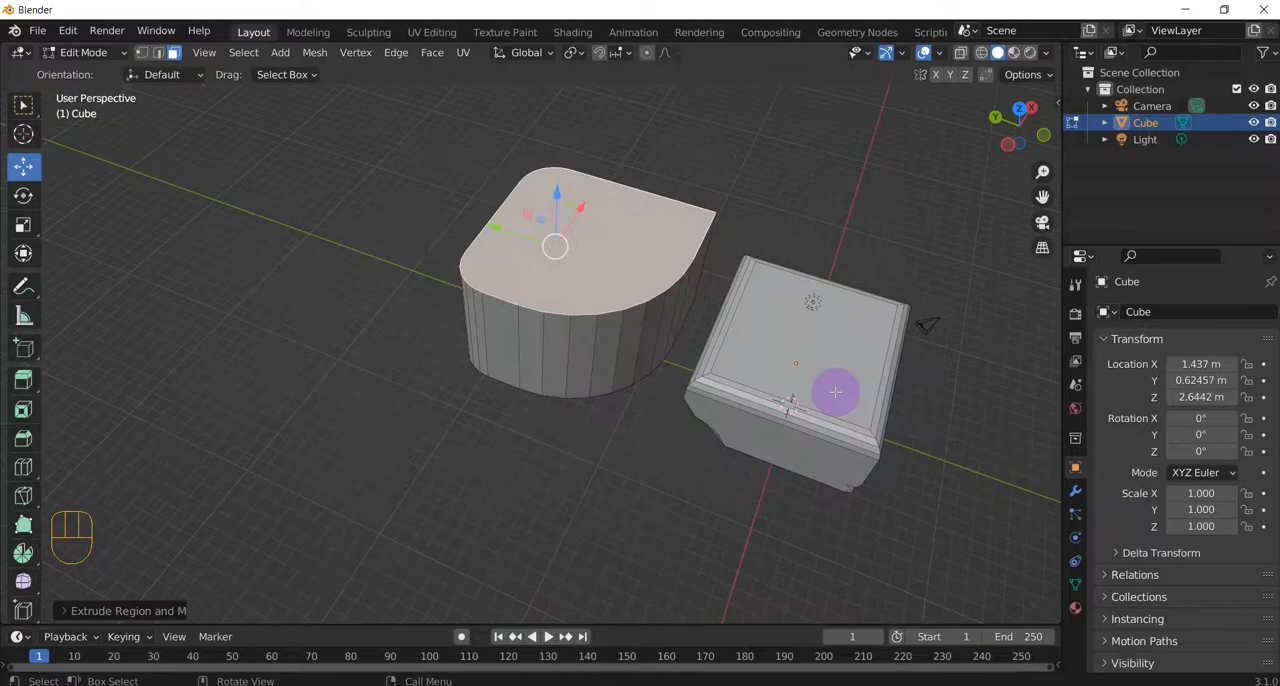 Blender
File Edit Render Window Help Layout Modeling Sculpting UV Editing Texture Paint Shading Animation Rendering Compositing Geometry Nodes Scriptin Scene ViewLayer
Edit Mode View Select Add Mesh Vertex Edge Face UV Global
Orientation: Default Drag: Select Box X Y Z Options
User Perspective
(1) Cube
Z X Y
Scene Collection
Collection
Camera
Cube
Light
Cube
Cube
Transform
Location X 1.437 m
Y 0.62457 m
Z 2.6442 m
Rotation X 0°
Y 0°
Z 0°
Mode XYZ Euler
Scale X 1.000
Y 1.000
Z 1.000
Delta Transform
Relations
Collections
Instancing
Motion Paths
Visibility
Extrude Region and M
Playback Keying View Marker 1 Start 1 End 250
1 10 20 30 40 50 60 70 80 90 100 110 120 130 140 150 160 170 180 190 200 210 220 230 240 250
Select Box Select Rotate View Call Menu 3.1.0